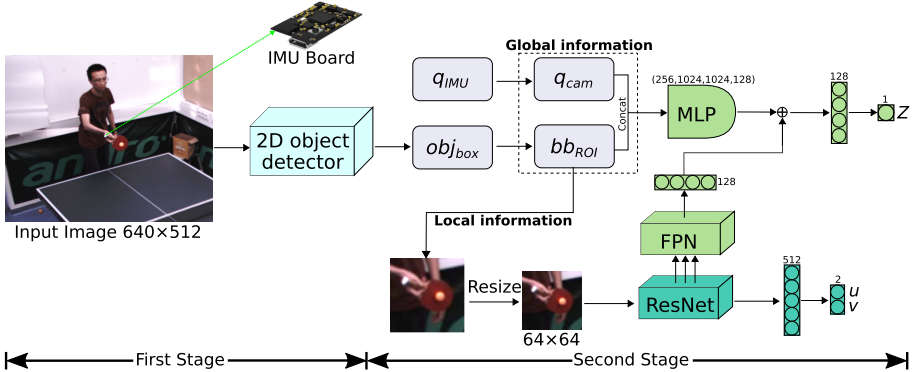 IMU Board
Global information
q_IMU
q_cam
Concat
(256,1024,1024,128)
MLP
128
1
Z
2D object
detector
obj_box
bb_ROI
128
Input Image 640×512
Local information
FPN
Resize
64×64
ResNet
512
2
u
v
First Stage
Second Stage